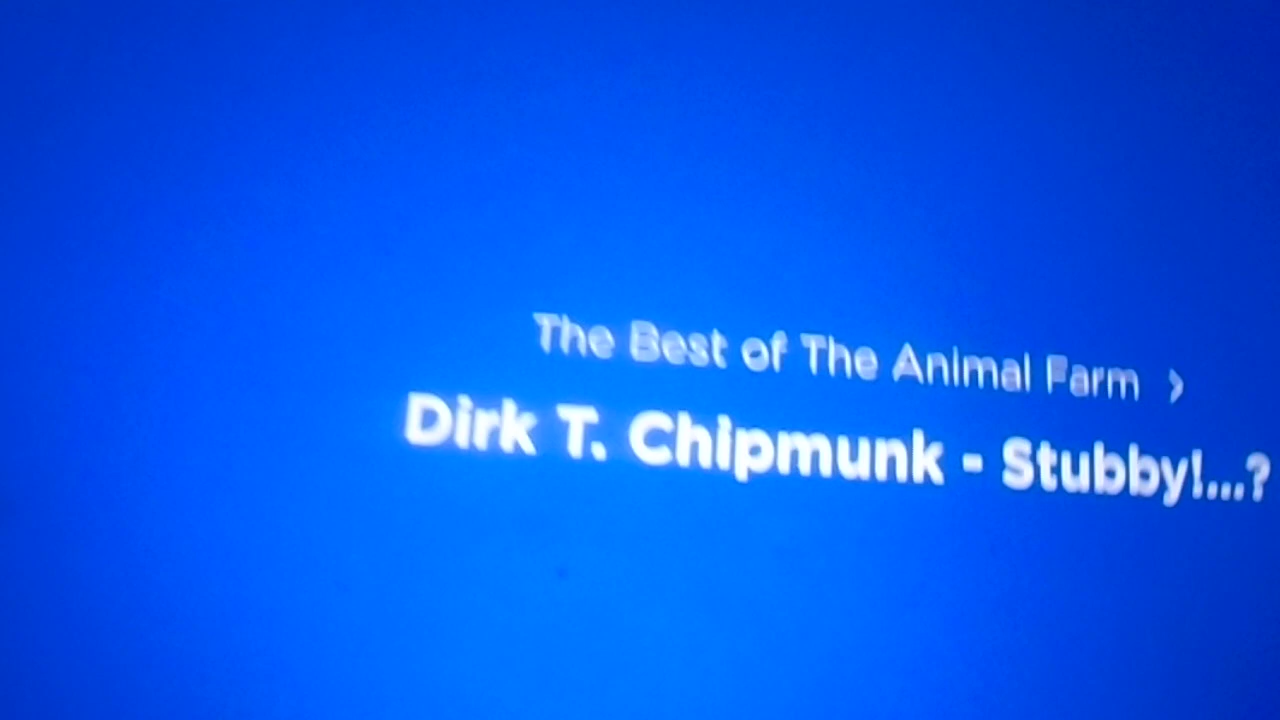 The Best of The Animal Farm >
Dirk T. Chipmunk - Stubby!...?